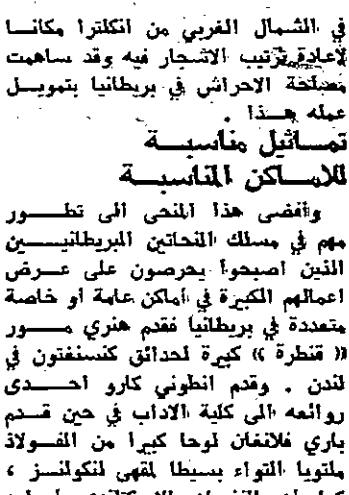 في الشمال الغربي من انكلترا مكانا
لاعادة ترتيب الاشجار فيه وقد ساهمت
مصلحة الاحراش في بريطانيا بتمويل
عمله هذا .
تماثيل مناسبة
للاماكن المناسبة
وأفضى هذا المنحى الى تطور
مهم في مسلك النحاتين البريطانيين
الذين اصبحوا يحرصون على عرض
اعمالهم الكبيرة في أماكن عامة أو خاصة
متعددة في بريطانيا فقدم هنري مور
« قنطرة » كبيرة لحدائق كنسنغتون في
لندن . وقدم انطوني كارو احدى
روائعه الى كلية الاداب في حين قدم
باري فلانغان لوحا كبيرا من الفولاذ
ملتويا التواء بسيطا لمقهى لنكولنز ،